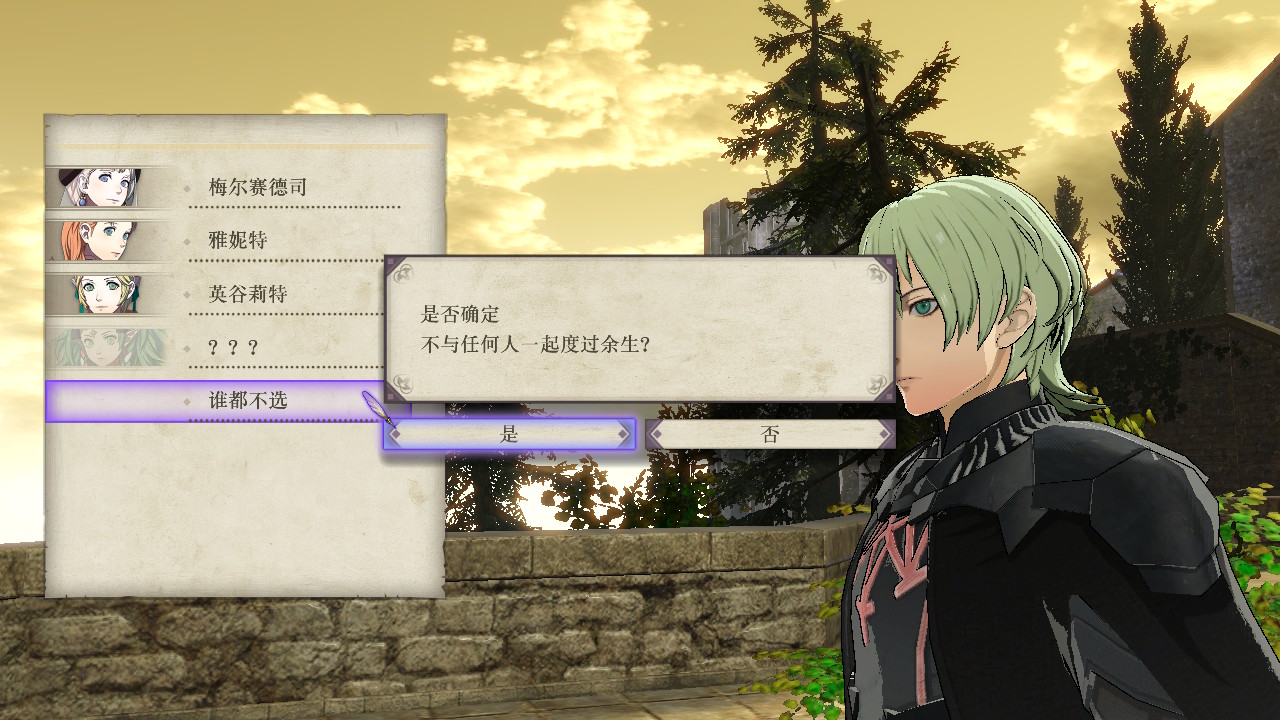 梅尔赛德司
雅妮特
英谷莉特
？？？
谁都不选
是否确定
不与任何人一起度过余生?
是
否